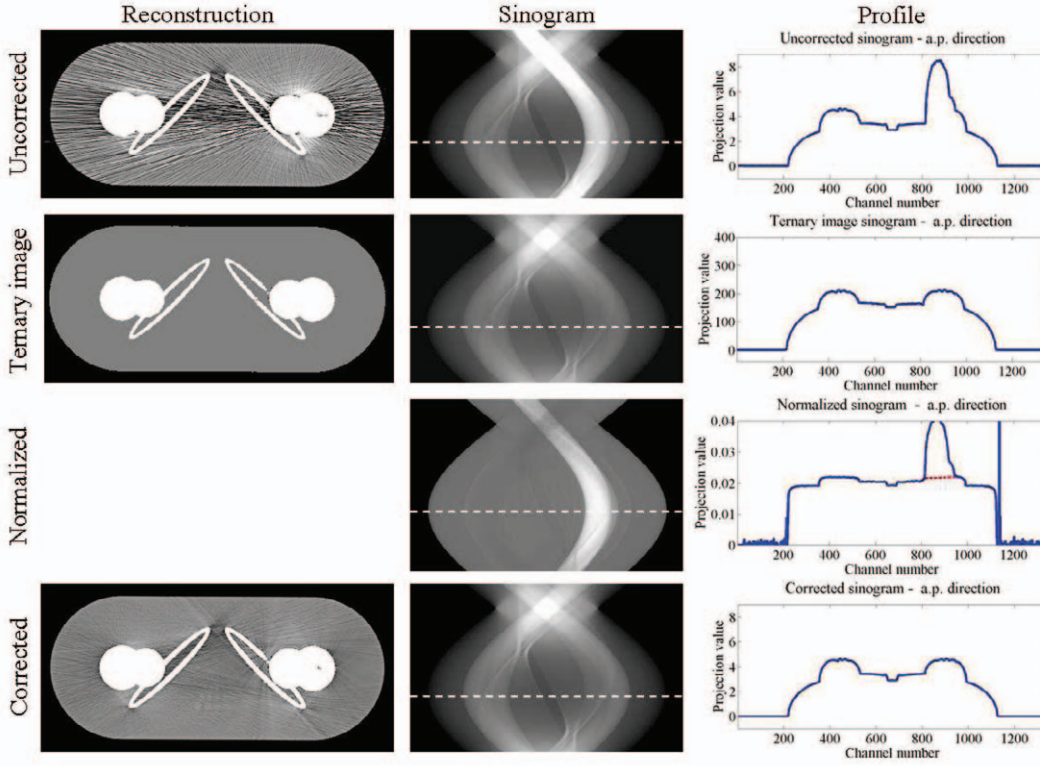 Reconstruction Sinogram Profile
Uncorrected
Uncorrected sinogram - a.p. direction
Projection value
8
6
4
2
0
200 400 600 800 1000 1200
Channel number
Ternary image
Ternary image sinogram - a.p. direction
Projection value
400
300
200
100
0
200 400 600 800 1000 1200
Channel number
Normalized
Normalized sinogram - a.p. direction
Projection value
0.04
0.03
0.02
0.01
0
200 400 600 800 1000 1200
Channel number
Corrected
Corrected sinogram - a.p. direction
Projection value
8
6
4
2
0
200 400 600 800 1000 1200
Channel number